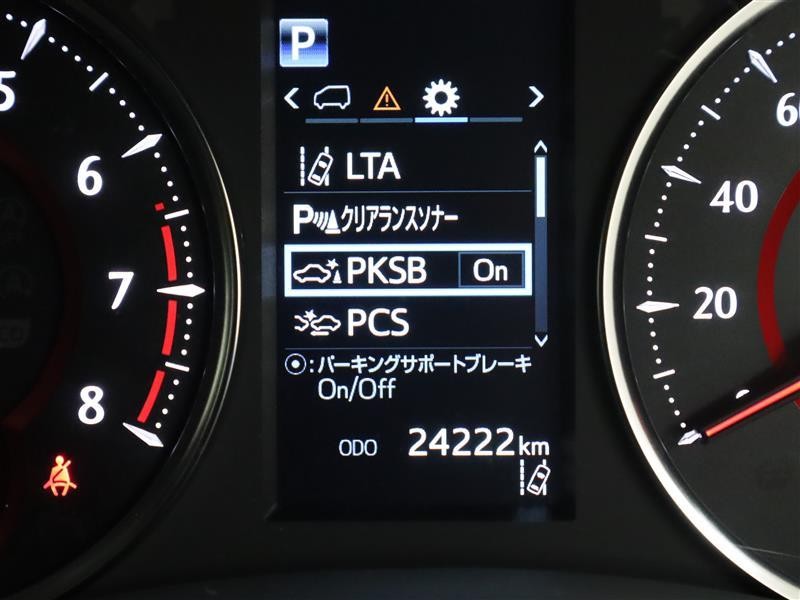 P
LTA
Pクリアランスソナー
PKSB On
PCS
:パーキングサポートブレーキ
On/Off
ODO 24222km
5
6
7
8
60
40
20